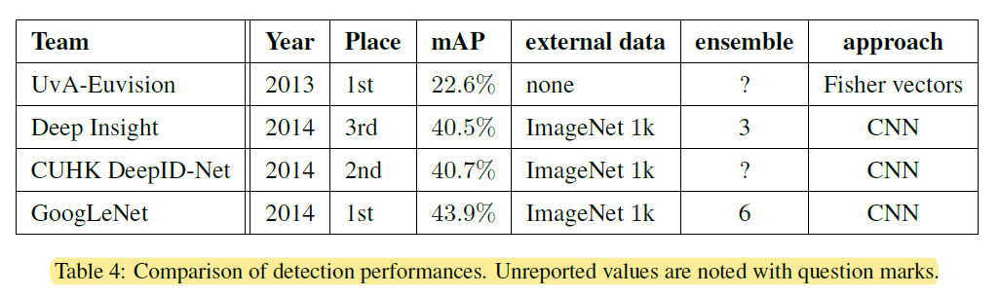 Team Year Place mAP external data ensemble approach
UvA-Euvision 2013 1st 22.6% none ? Fisher vectors
Deep Insight 2014 3rd 40.5% ImageNet 1k 3 CNN
CUHK DeepID-Net 2014 2nd 40.7% ImageNet 1k ? CNN
GoogLeNet 2014 1st 43.9% ImageNet 1k 6 CNN
Table 4: Comparison of detection performances. Unreported values are noted with question marks.